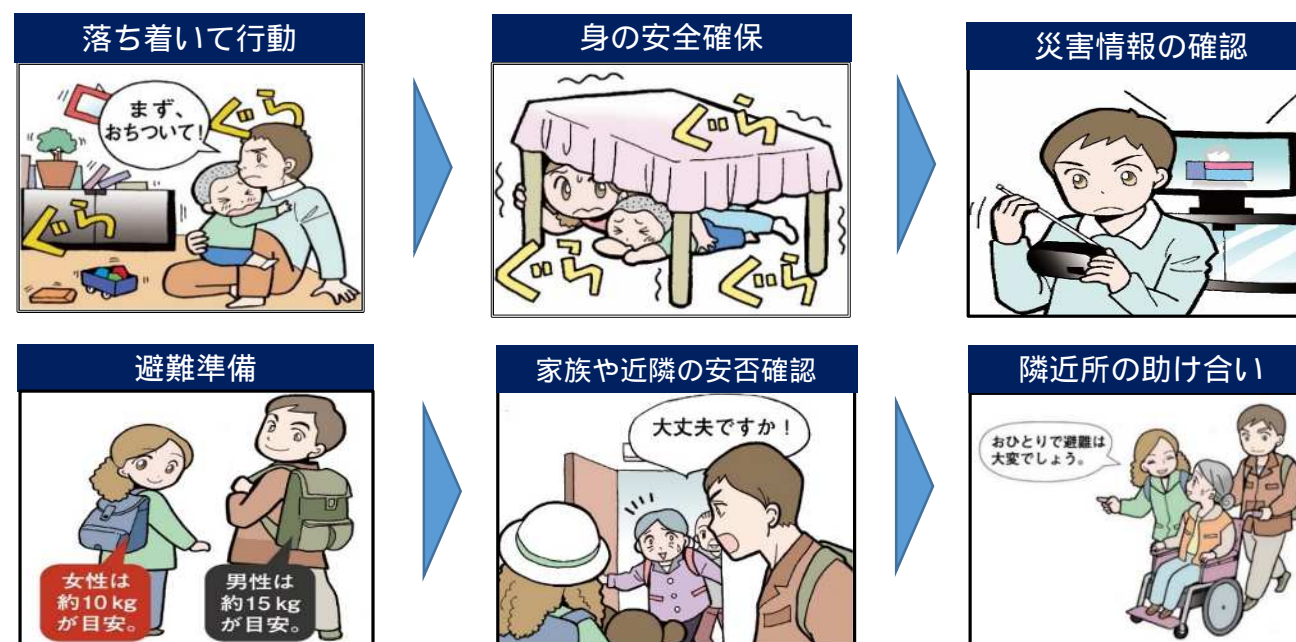 落ち着いて行動
まず、
おちついて!
ぐら
ぐら
身の安全確保
ぐら
ぐら
ぐら
災害情報の確認
避難準備
女性は
約10kg
が目安。
男性は
約15kg
が目安。
家族や近隣の安否確認
大丈夫ですか!
隣近所の助け合い
おひとりで避難は
大変でしょう。